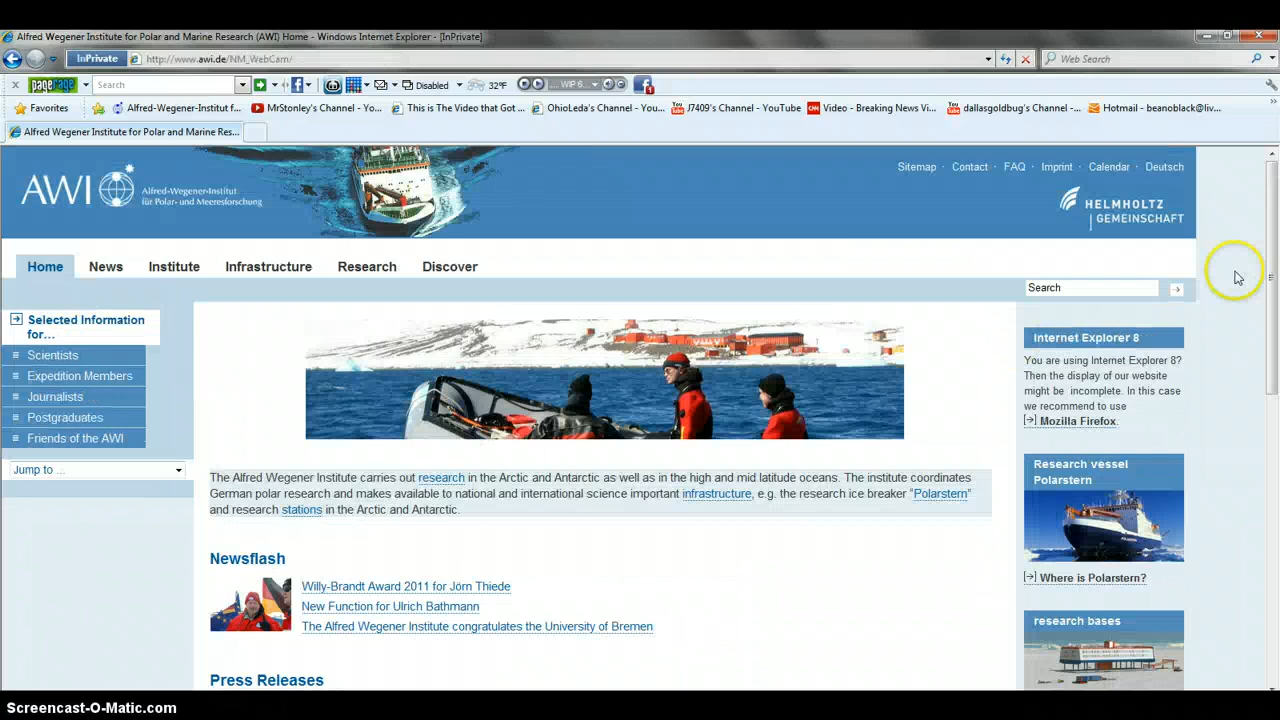 Alfred Wegener Institute for Polar and Marine Research (AWI) Home - Windows Internet Explorer - [InPrivate]
InPrivate http://www.awi.de/NM_WebCam/ Web Search
x pagerage Search Disabled 32°F WIP 6...
Favorites Alfred-Wegener-Institut f... MrStonley's Channel - Yo... This is The Video that Got ... OhioLeda's Channel - You... J7409's Channel - YouTube Video - Breaking News Vi... dallasgoldbug's Channel -... Hotmail - beanoblack@liv...
Alfred Wegener Institute for Polar and Marine Res...
Sitemap · Contact · FAQ · Imprint · Calendar · Deutsch
AWI Alfred-Wegener-Institut
für Polar- und Meeresforschung
HELMHOLTZ
GEMEINSCHAFT
Home News Institute Infrastructure Research Discover
Search
Selected Information
for...
Scientists
Expedition Members
Journalists
Postgraduates
Friends of the AWI
Jump to ...
The Alfred Wegener Institute carries out research in the Arctic and Antarctic as well as in the high and mid latitude oceans. The institute coordinates
German polar research and makes available to national and international science important infrastructure, e.g. the research ice breaker "Polarstern"
and research stations in the Arctic and Antarctic.
Newsflash
Willy-Brandt Award 2011 for Jörn Thiede
New Function for Ulrich Bathmann
The Alfred Wegener Institute congratulates the University of Bremen
Press Releases
Internet Explorer 8
You are using Internet Explorer 8?
Then the display of our website
might be incomplete. In this case
we recommend to use
Mozilla Firefox.
Research vessel
Polarstern
Where is Polarstern?
research bases
Screencast-O-Matic.com